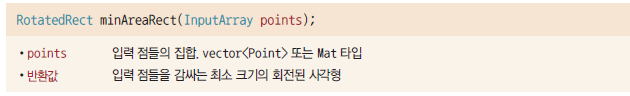 RotatedRect minAreaRect(InputArray points);
• points 입력 점들의 집합. vector<Point> 또는 Mat 타입
• 반환값 입력 점들을 감싸는 최소 크기의 회전된 사각형